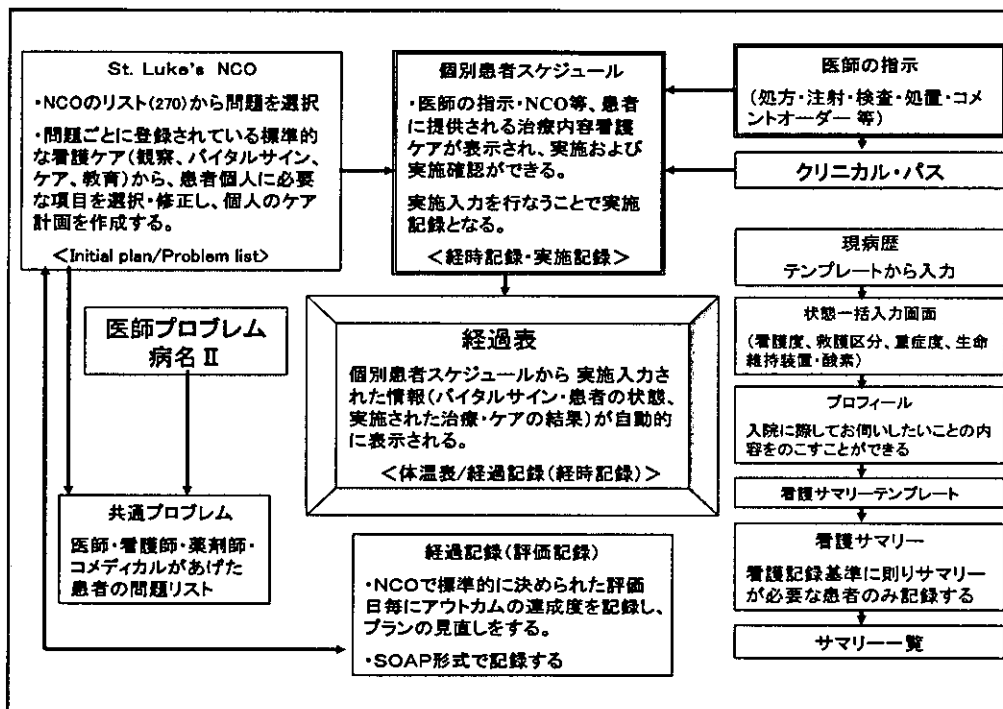 St. Luke's NCO
・NCOのリスト(270)から問題を選択
・問題ごとに登録されている標準的
な看護ケア(観察、バイタルサイン、
ケア、教育)から、患者個人に必要
な項目を選択・修正し、個人のケア
計画を作成する。
<Initial plan/Problem list>
個別患者スケジュール
・医師の指示・NCO等、患者
に提供される治療内容看護
ケアが表示され、実施および
実施確認ができる。
実施入力を行なうことで実施
記録となる。
<経時記録・実施記録>
医師の指示
(処方・注射・検査・処置・コメ
ントオーダー 等)
クリニカル・パス
医師プロブレム
病名Ⅱ
経過表
個別患者スケジュールから 実施入力さ
れた情報(バイタルサイン・患者の状態、
実施された治療・ケアの結果)が自動的
に表示される。
<体温表/経過記録(経時記録)>
共通プロブレム
医師・看護師・薬剤師・
コメディカルがあげた
患者の問題リスト
経過記録(評価記録)
・NCOで標準的に決められた評価
日毎にアウトカムの達成度を記録し、
プランの見直しをする。
・SOAP形式で記録する
現病歴
テンプレートから入力
状態一括入力画面
(看護度、救護区分、重症度、生命
維持装置・酸素)
プロフィール
入院に際してお伺いしたいことの内
容をのこすことができる
看護サマリーテンプレート
看護サマリー
看護記録基準に則りサマリー
が必要な患者のみ記録する
サマリー一覧